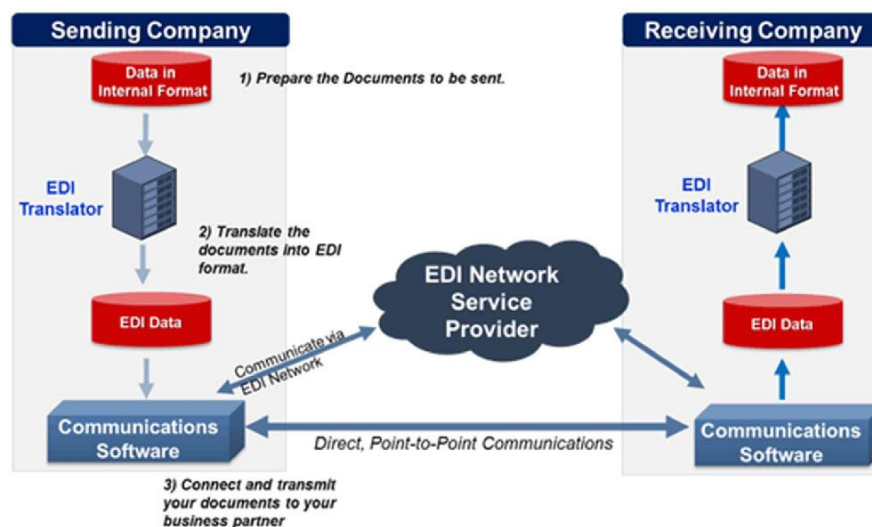 Sending Company
Data in
Internal Format
1) Prepare the Documents to be sent.
EDI
Translator
2) Translate the
documents into EDI
format.
EDI Data
Communications
Software
3) Connect and transmit
your documents to your
business partner
EDI Network
Service
Provider
Communicate via
EDI Network
Direct, Point-to-Point Communications
Receiving Company
Data in
Internal Format
EDI
Translator
EDI Data
Communications
Software